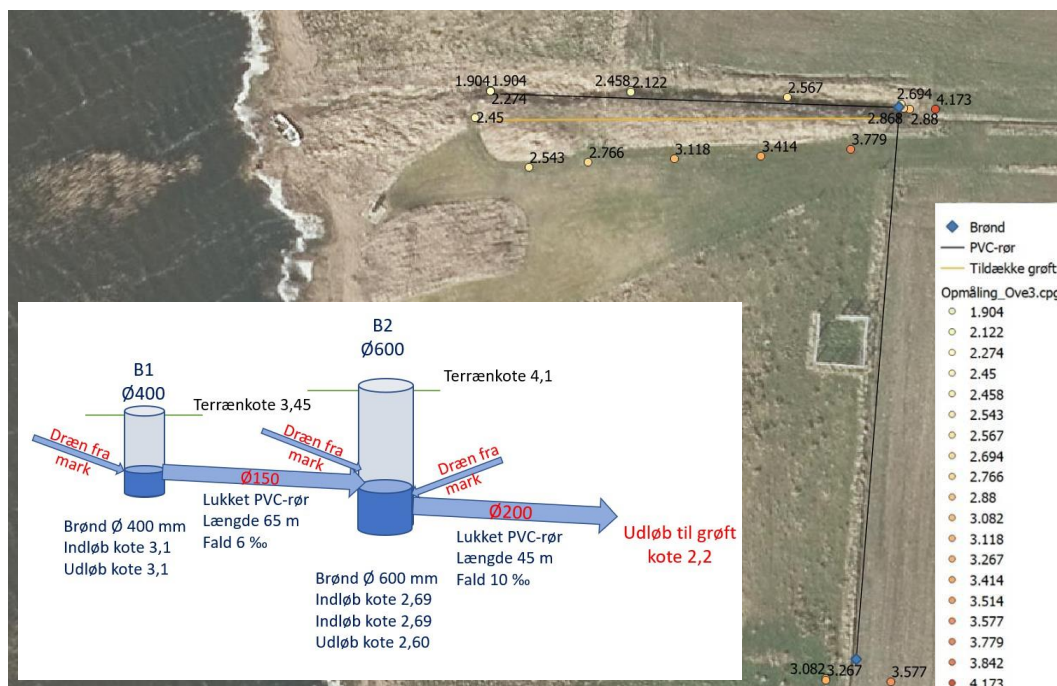 1.904
1.904
2.274
2.45
2.458
2.122
2.567
2.694
4.173
2.868
2.88
2.543
2.766
3.118
3.414
3.779
Brønd
PVC-rør
Tildække grøft
Opmåling_Ove3.cpg
1.904
2.122
2.274
2.45
2.458
2.543
2.567
2.694
2.766
2.88
3.082
3.118
3.267
3.414
3.514
3.577
3.779
3.842
4.173
B1
Ø400
Terrænkote 3,45
Dræn fra
mark
Ø150
Lukket PVC-rør
Længde 65 m
Fald 6 ‰
Brønd Ø 400 mm
Indløb kote 3,1
Udløb kote 3,1
B2
Ø600
Terrænkote 4,1
Dræn fra
mark
Dræn fra
mark
Ø200
Lukket PVC-rør
Længde 45 m
Fald 10 ‰
Brønd Ø 600 mm
Indløb kote 2,69
Indløb kote 2,69
Udløb kote 2,60
Udløb til grøft
kote 2,2
3.082
3.267
3.577